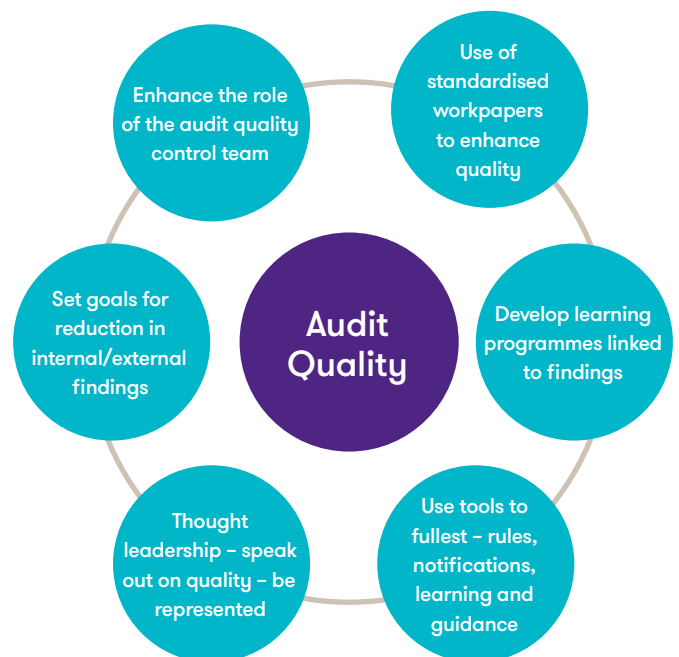 Enhance the role
of the audit quality
control team
Use of
standardised
workpapers
to enhance
quality
Set goals for
reduction in
internal/external
findings
Audit
Quality
Develop learning
programmes linked
to findings
Thought
leadership – speak
out on quality – be
represented
Use tools to
fullest – rules,
notifications,
learning and
guidance